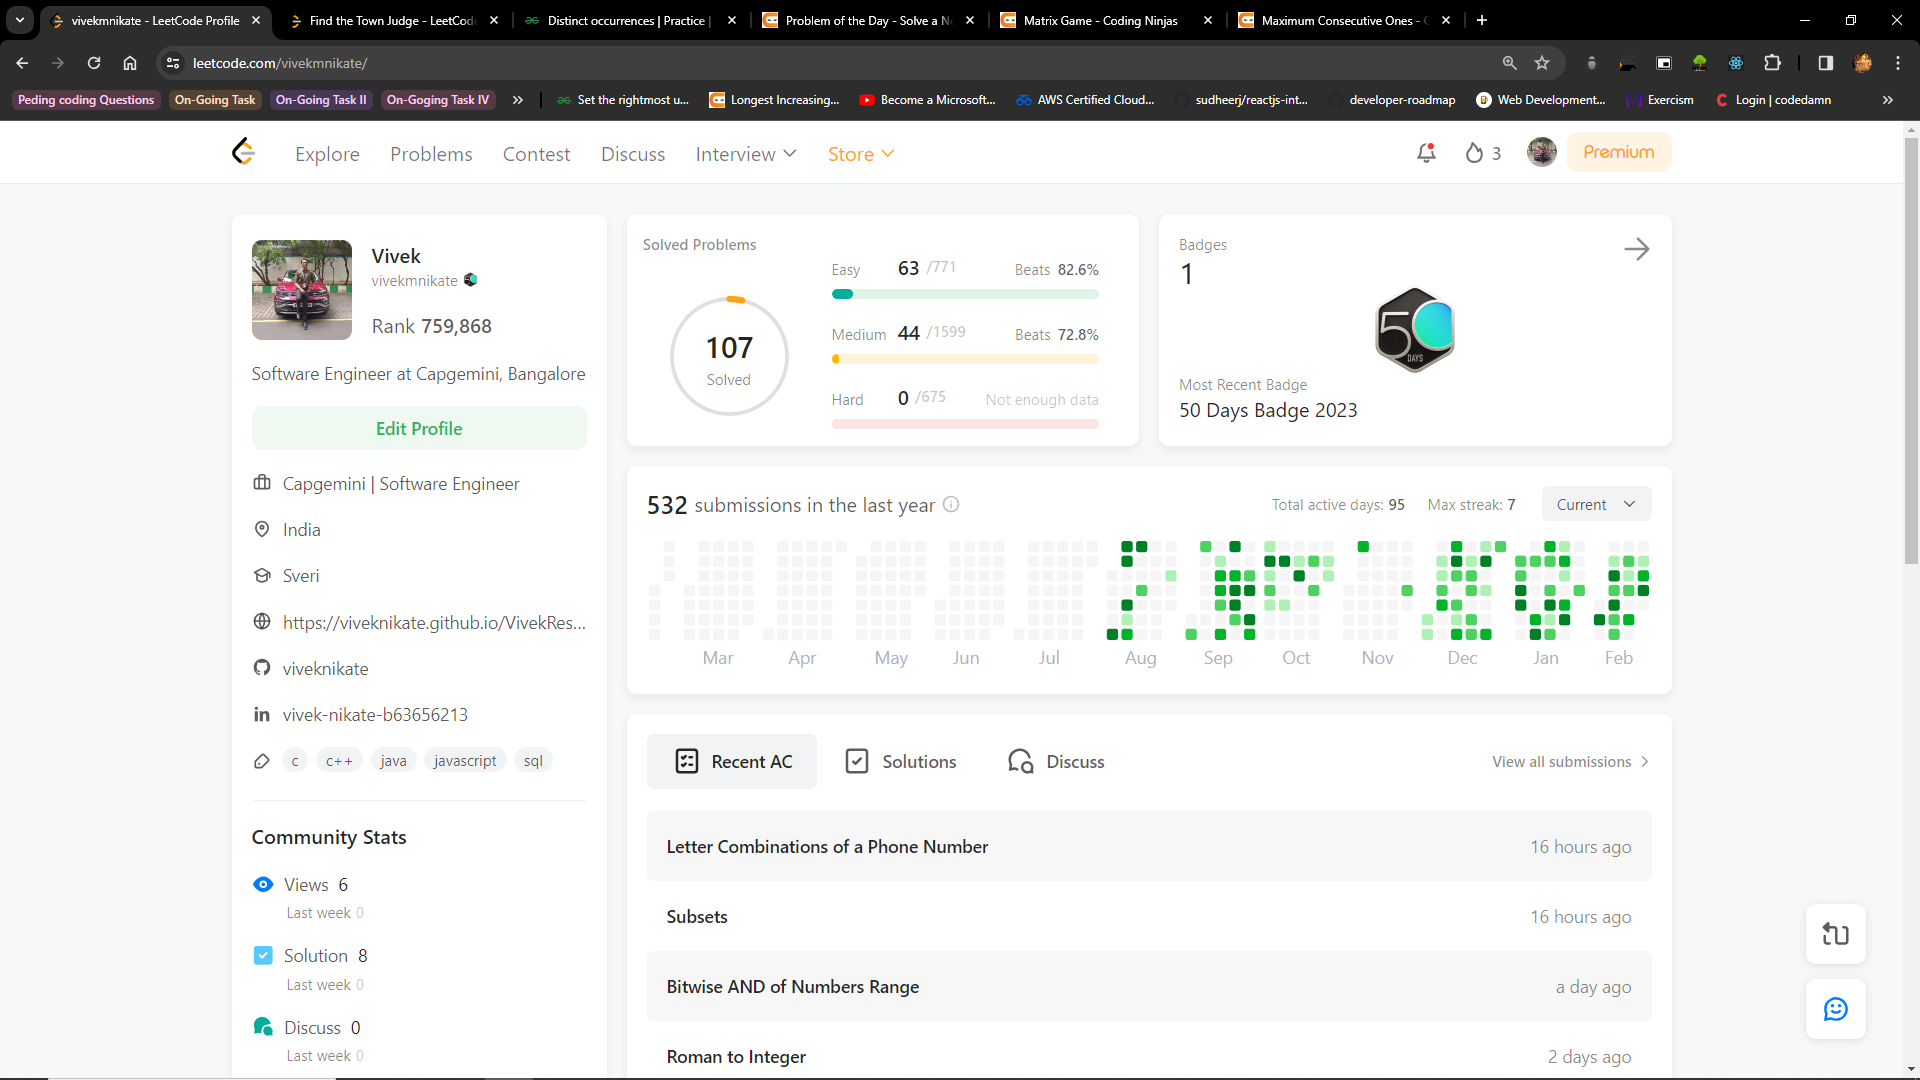 vivekmnikate - LeetCode Profile
Find the Town Judge - LeetCode
Distinct occurrences | Practice |
Problem of the Day - Solve a Ne
Matrix Game - Coding Ninjas
Maximum Consecutive Ones -
leetcode.com/vivekmnikate/
Peding coding Questions
On-Going Task
On-Going Task II
On-Goging Task IV
Set the rightmost u...
Longest Increasing...
Become a Microsoft...
AWS Certified Cloud...
sudheerj/reactjs-int...
developer-roadmap
Web Development...
Exercism
Login | codedamn
Explore
Problems
Contest
Discuss
Interview
Store
3
Premium
Vivek
vivekmnikate
Rank 759,868
Software Engineer at Capgemini, Bangalore
Edit Profile
Capgemini | Software Engineer
India
Sveri
https://viveknikate.github.io/VivekRes...
viveknikate
vivek-nikate-b63656213
c
c++
java
javascript
sql
Community Stats
Views 6
Last week 0
Solution 8
Last week 0
Discuss 0
Last week 0
Solved Problems
107
Solved
Easy 63 /771 Beats 82.6%
Medium 44 /1599 Beats 72.8%
Hard 0 /675 Not enough data
Badges
1
50
DAYS
Most Recent Badge
50 Days Badge 2023
532 submissions in the last year
Total active days: 95
Max streak: 7
Current
Mar Apr May Jun Jul Aug Sep Oct Nov Dec Jan Feb
Recent AC
Solutions
Discuss
View all submissions
Letter Combinations of a Phone Number 16 hours ago
Subsets 16 hours ago
Bitwise AND of Numbers Range a day ago
Roman to Integer 2 days ago